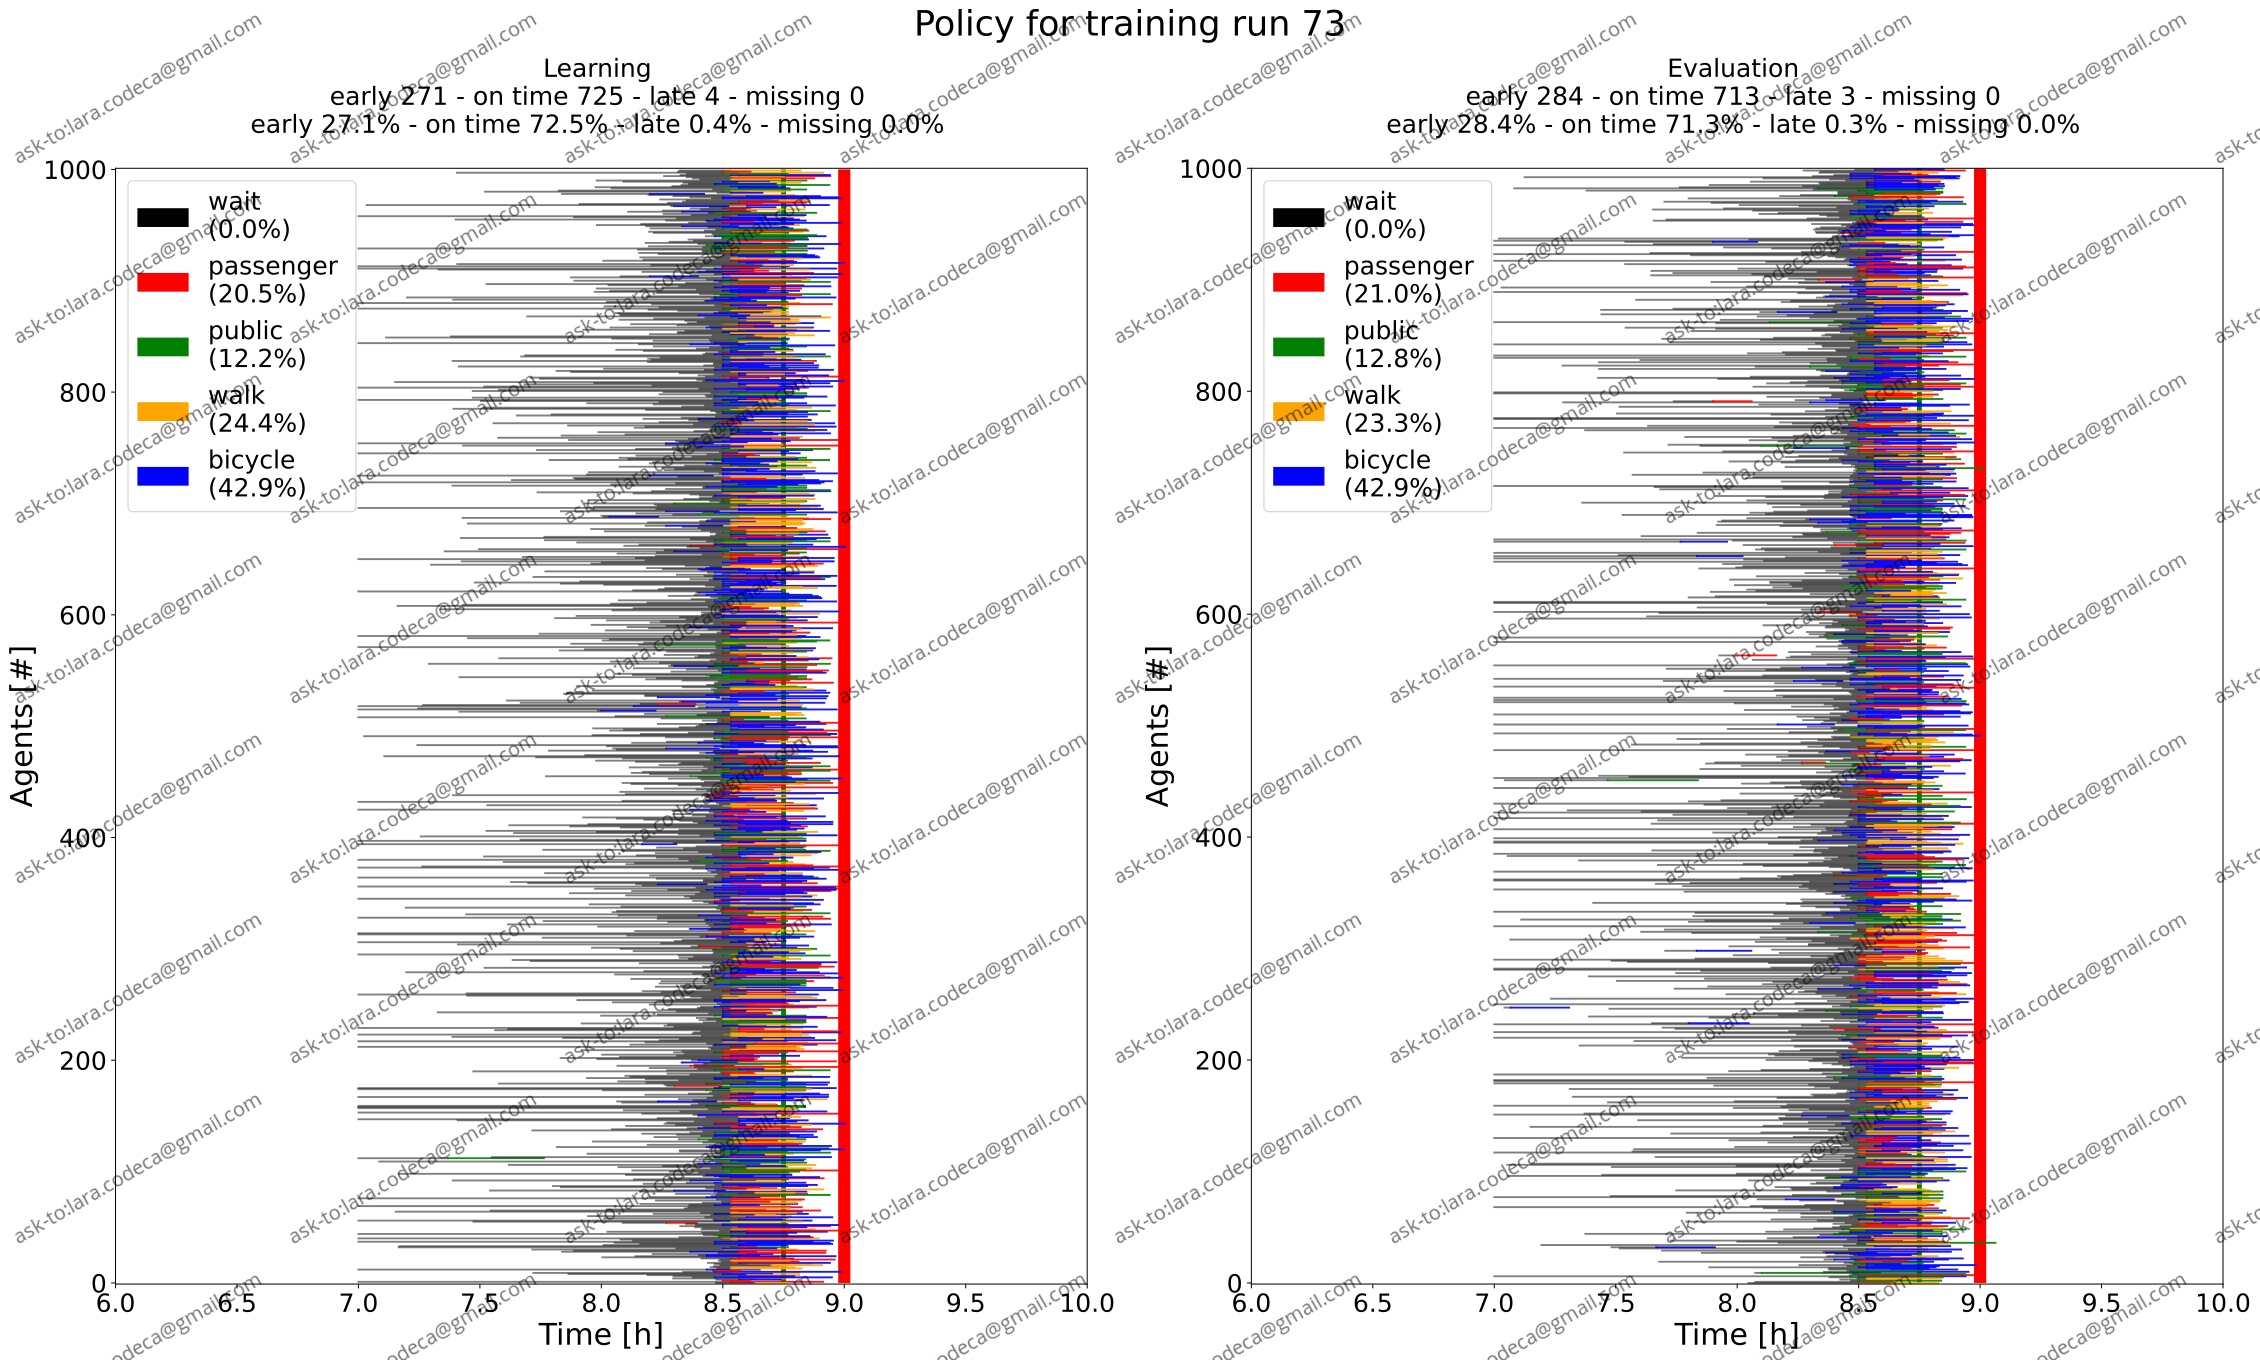 Policy for training run 73
Learning
early 271 - on time 725 - late 4 - missing 0
early 27.1% - on time 72.5% - late 0.4% - missing 0.0%
1000
800
600
400
200
0
Agents [#]
wait
(0.0%)
passenger
(20.5%)
public
(12.2%)
walk
(24.4%)
bicycle
(42.9%)
6.0 6.5 7.0 7.5 8.0 8.5 9.0 9.5 10.0
Time [h]
Evaluation
early 284 - on time 713 - late 3 - missing 0
early 28.4% - on time 71.3% - late 0.3% - missing 0.0%
1000
800
600
400
200
0
Agents [#]
wait
(0.0%)
passenger
(21.0%)
public
(12.8%)
walk
(23.3%)
bicycle
(42.9%)
6.0 6.5 7.0 7.5 8.0 8.5 9.0 9.5 10.0
Time [h]
ask-to:lara.codeca@gmail.com